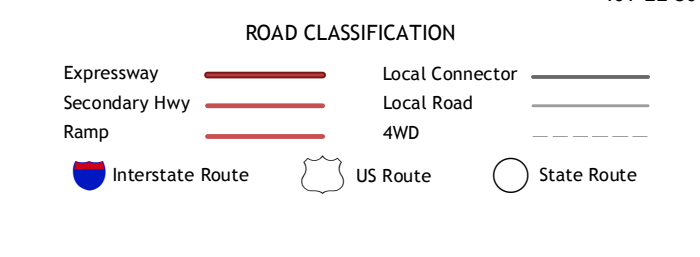 ROAD CLASSIFICATION
Expressway
Secondary Hwy
Ramp
Local Connector
Local Road
4WD
Interstate Route
US Route
State Route